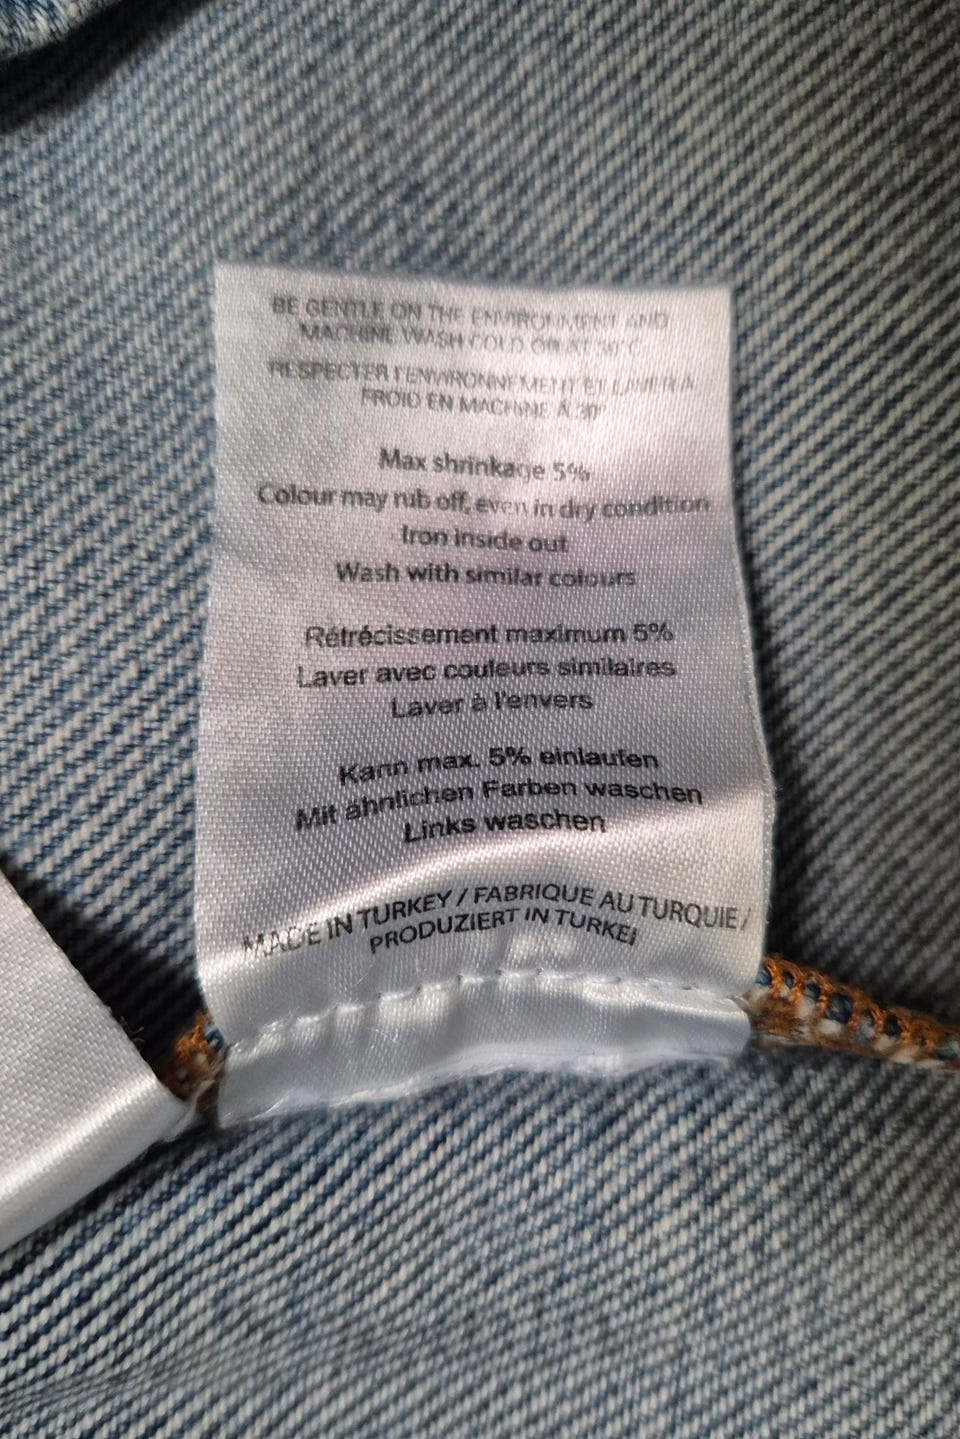 BE GENTLE ON THE ENVIRONMENT AND
MACHINE WASH COLD OR AT 30°C
RESPECTER l'ENVIRONNEMENT ET LAVER A
FROID EN MACHINE À 30°
Max shrinkage 5%
Colour may rub off, even in dry condition
Iron inside out
Wash with similar colours
Rétrécissement maximum 5%
Laver avec couleurs similaires
Laver à l'envers
Kann max. 5% einlaufen
Mit ähnlichen Farben waschen
Links waschen
MADE IN TURKEY / FABRIQUE AU TURQUIE /
PRODUZIERT IN TURKEI